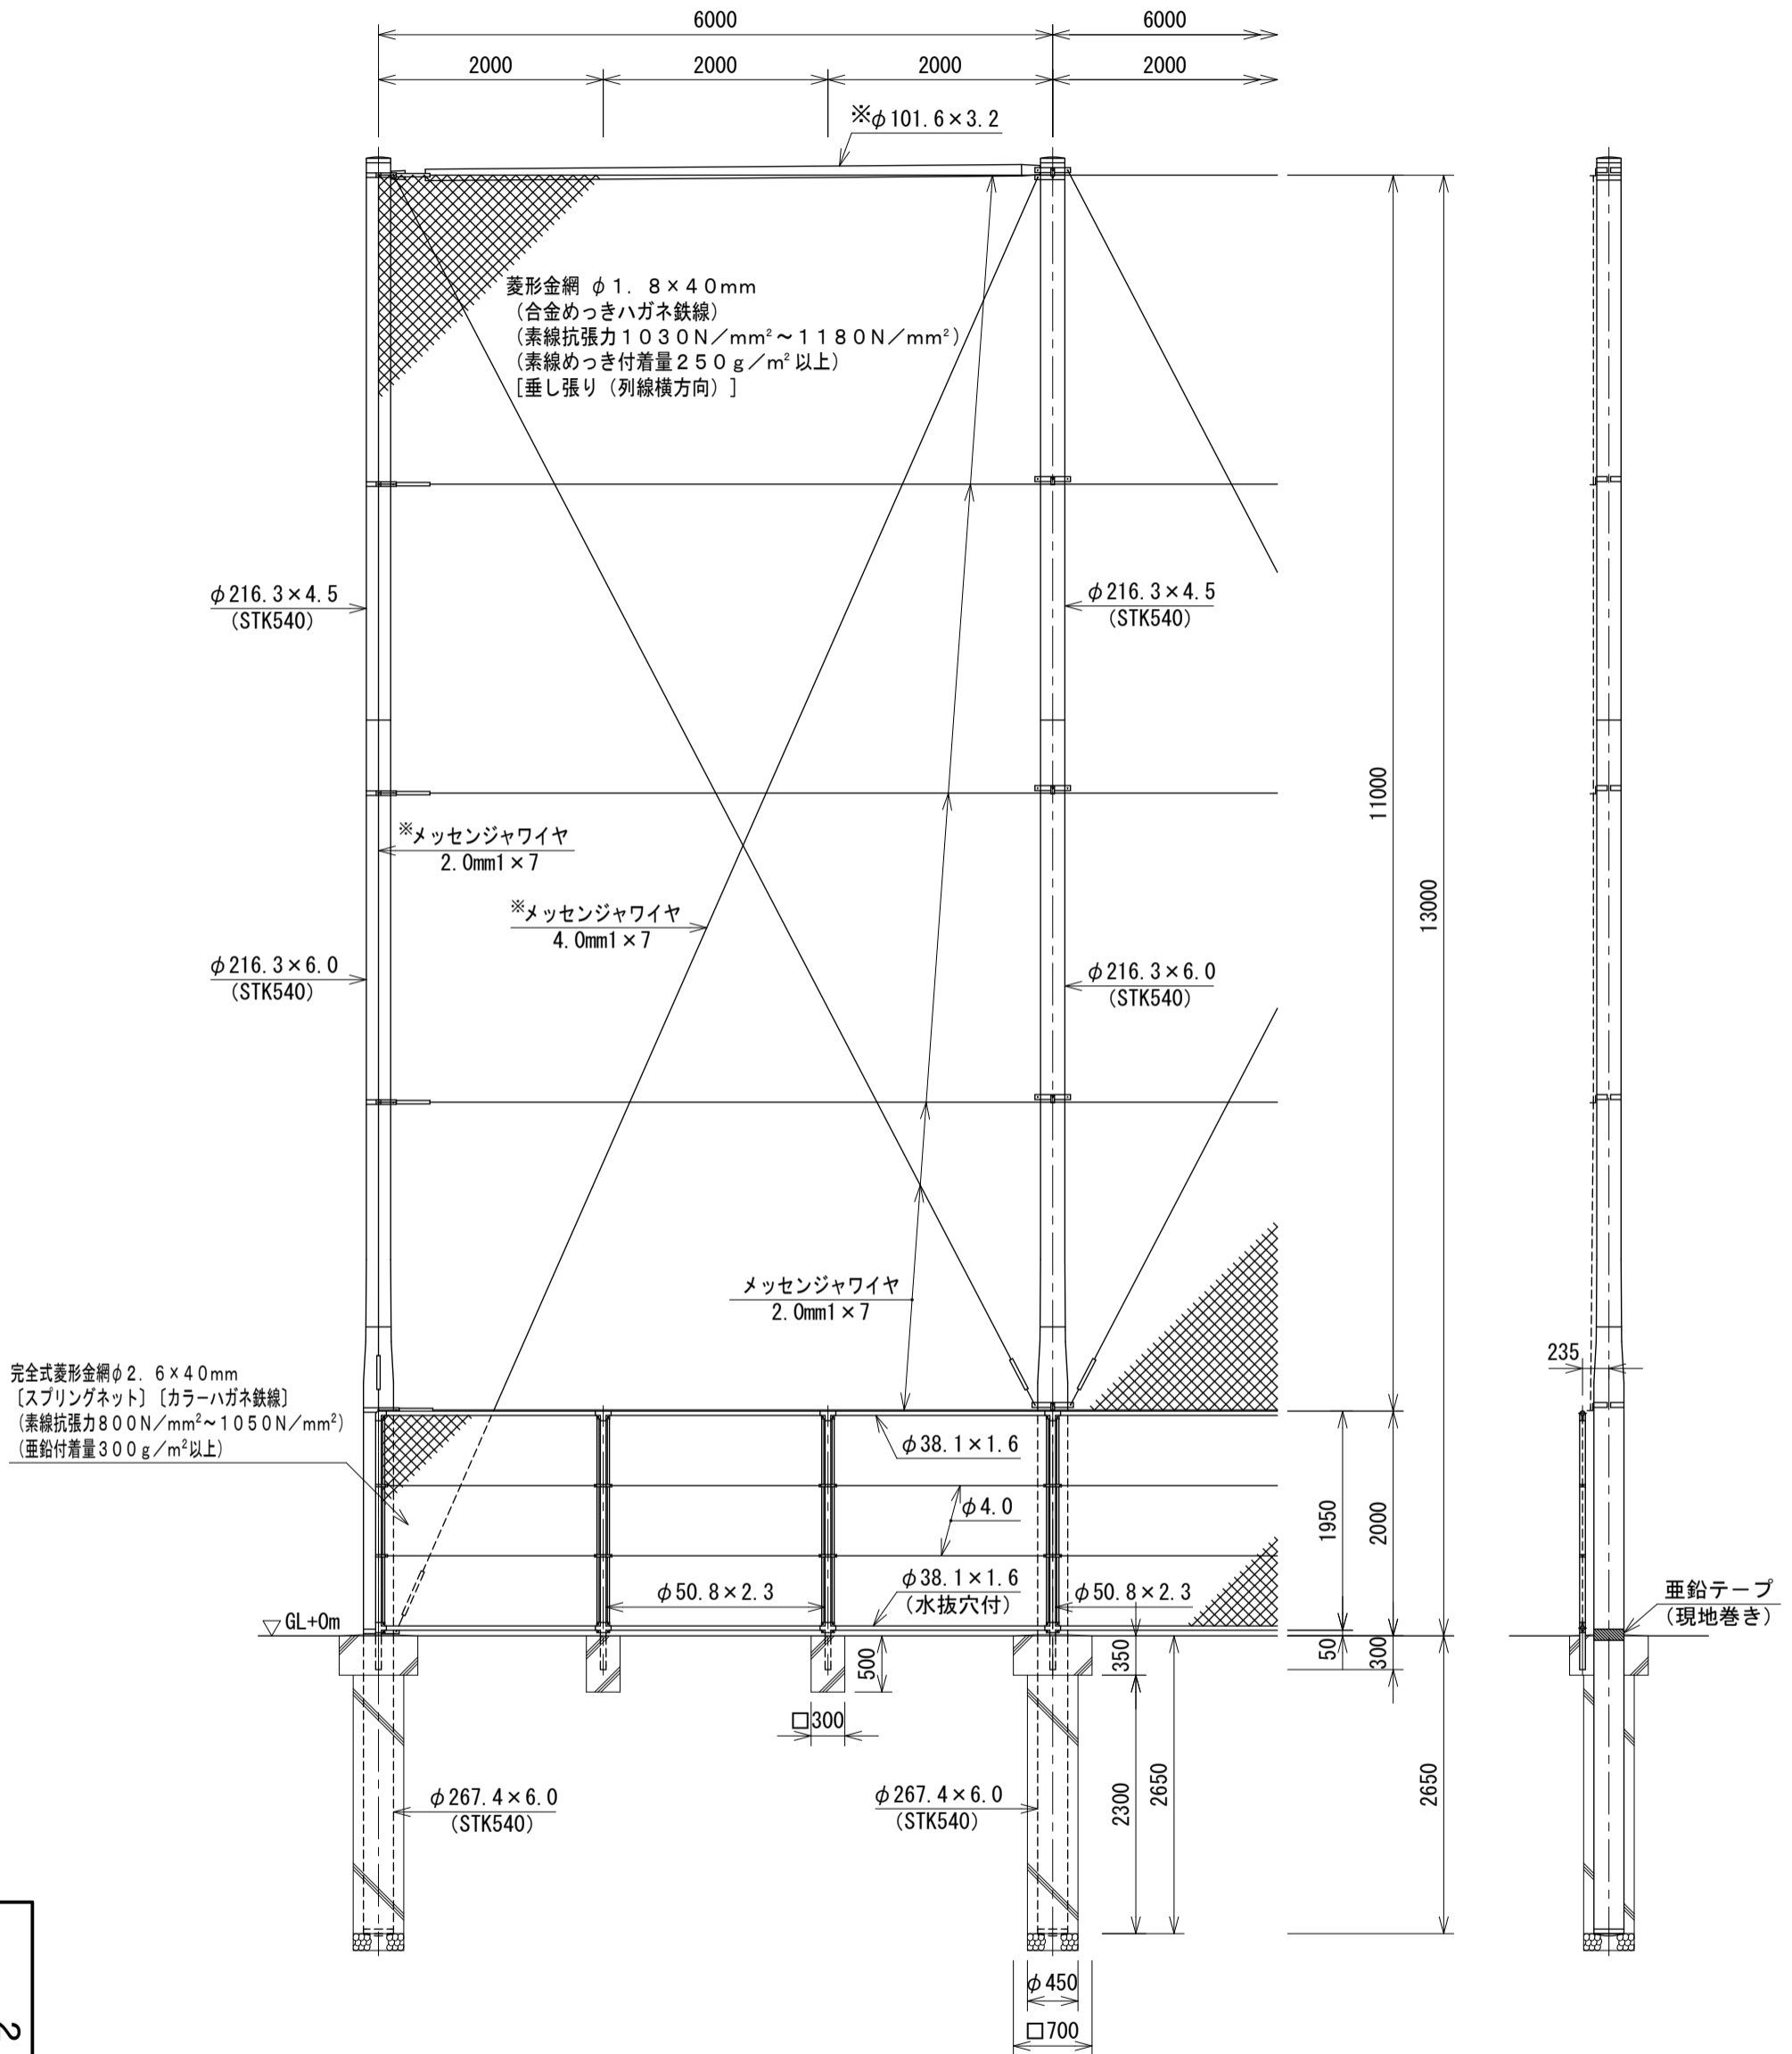 6000
6000
2000
2000
2000
2000
※φ101.6×3.2
菱形金網 φ1.8×40mm
(合金めっきハガネ鉄線)
(素線抗張力1030N/mm²~1180N/mm²)
(素線めっき付着量250g/m²以上)
[垂し張り(列線横方向)]
φ216.3×4.5
(STK540)
φ216.3×4.5
(STK540)
11000
13000
※メッセンジャワイヤ
2.0mm1×7
※メッセンジャワイヤ
4.0mm1×7
φ216.3×6.0
(STK540)
φ216.3×6.0
(STK540)
メッセンジャワイヤ
2.0mm1×7
235
完全式菱形金網φ2.6×40mm
[スプリングネット][カラーハガネ鉄線]
(素線抗張力800N/mm²~1050N/mm²)
(亜鉛付着量300g/m²以上)
φ38.1×1.6
φ4.0
1950
2000
φ50.8×2.3
φ38.1×1.6
(水抜穴付)
φ50.8×2.3
亜鉛テープ
(現地巻き)
▽GL+0m
500
350
50
300
□300
φ267.4×6.0
(STK540)
φ267.4×6.0
(STK540)
2300
2650
2650
φ450
□700
2